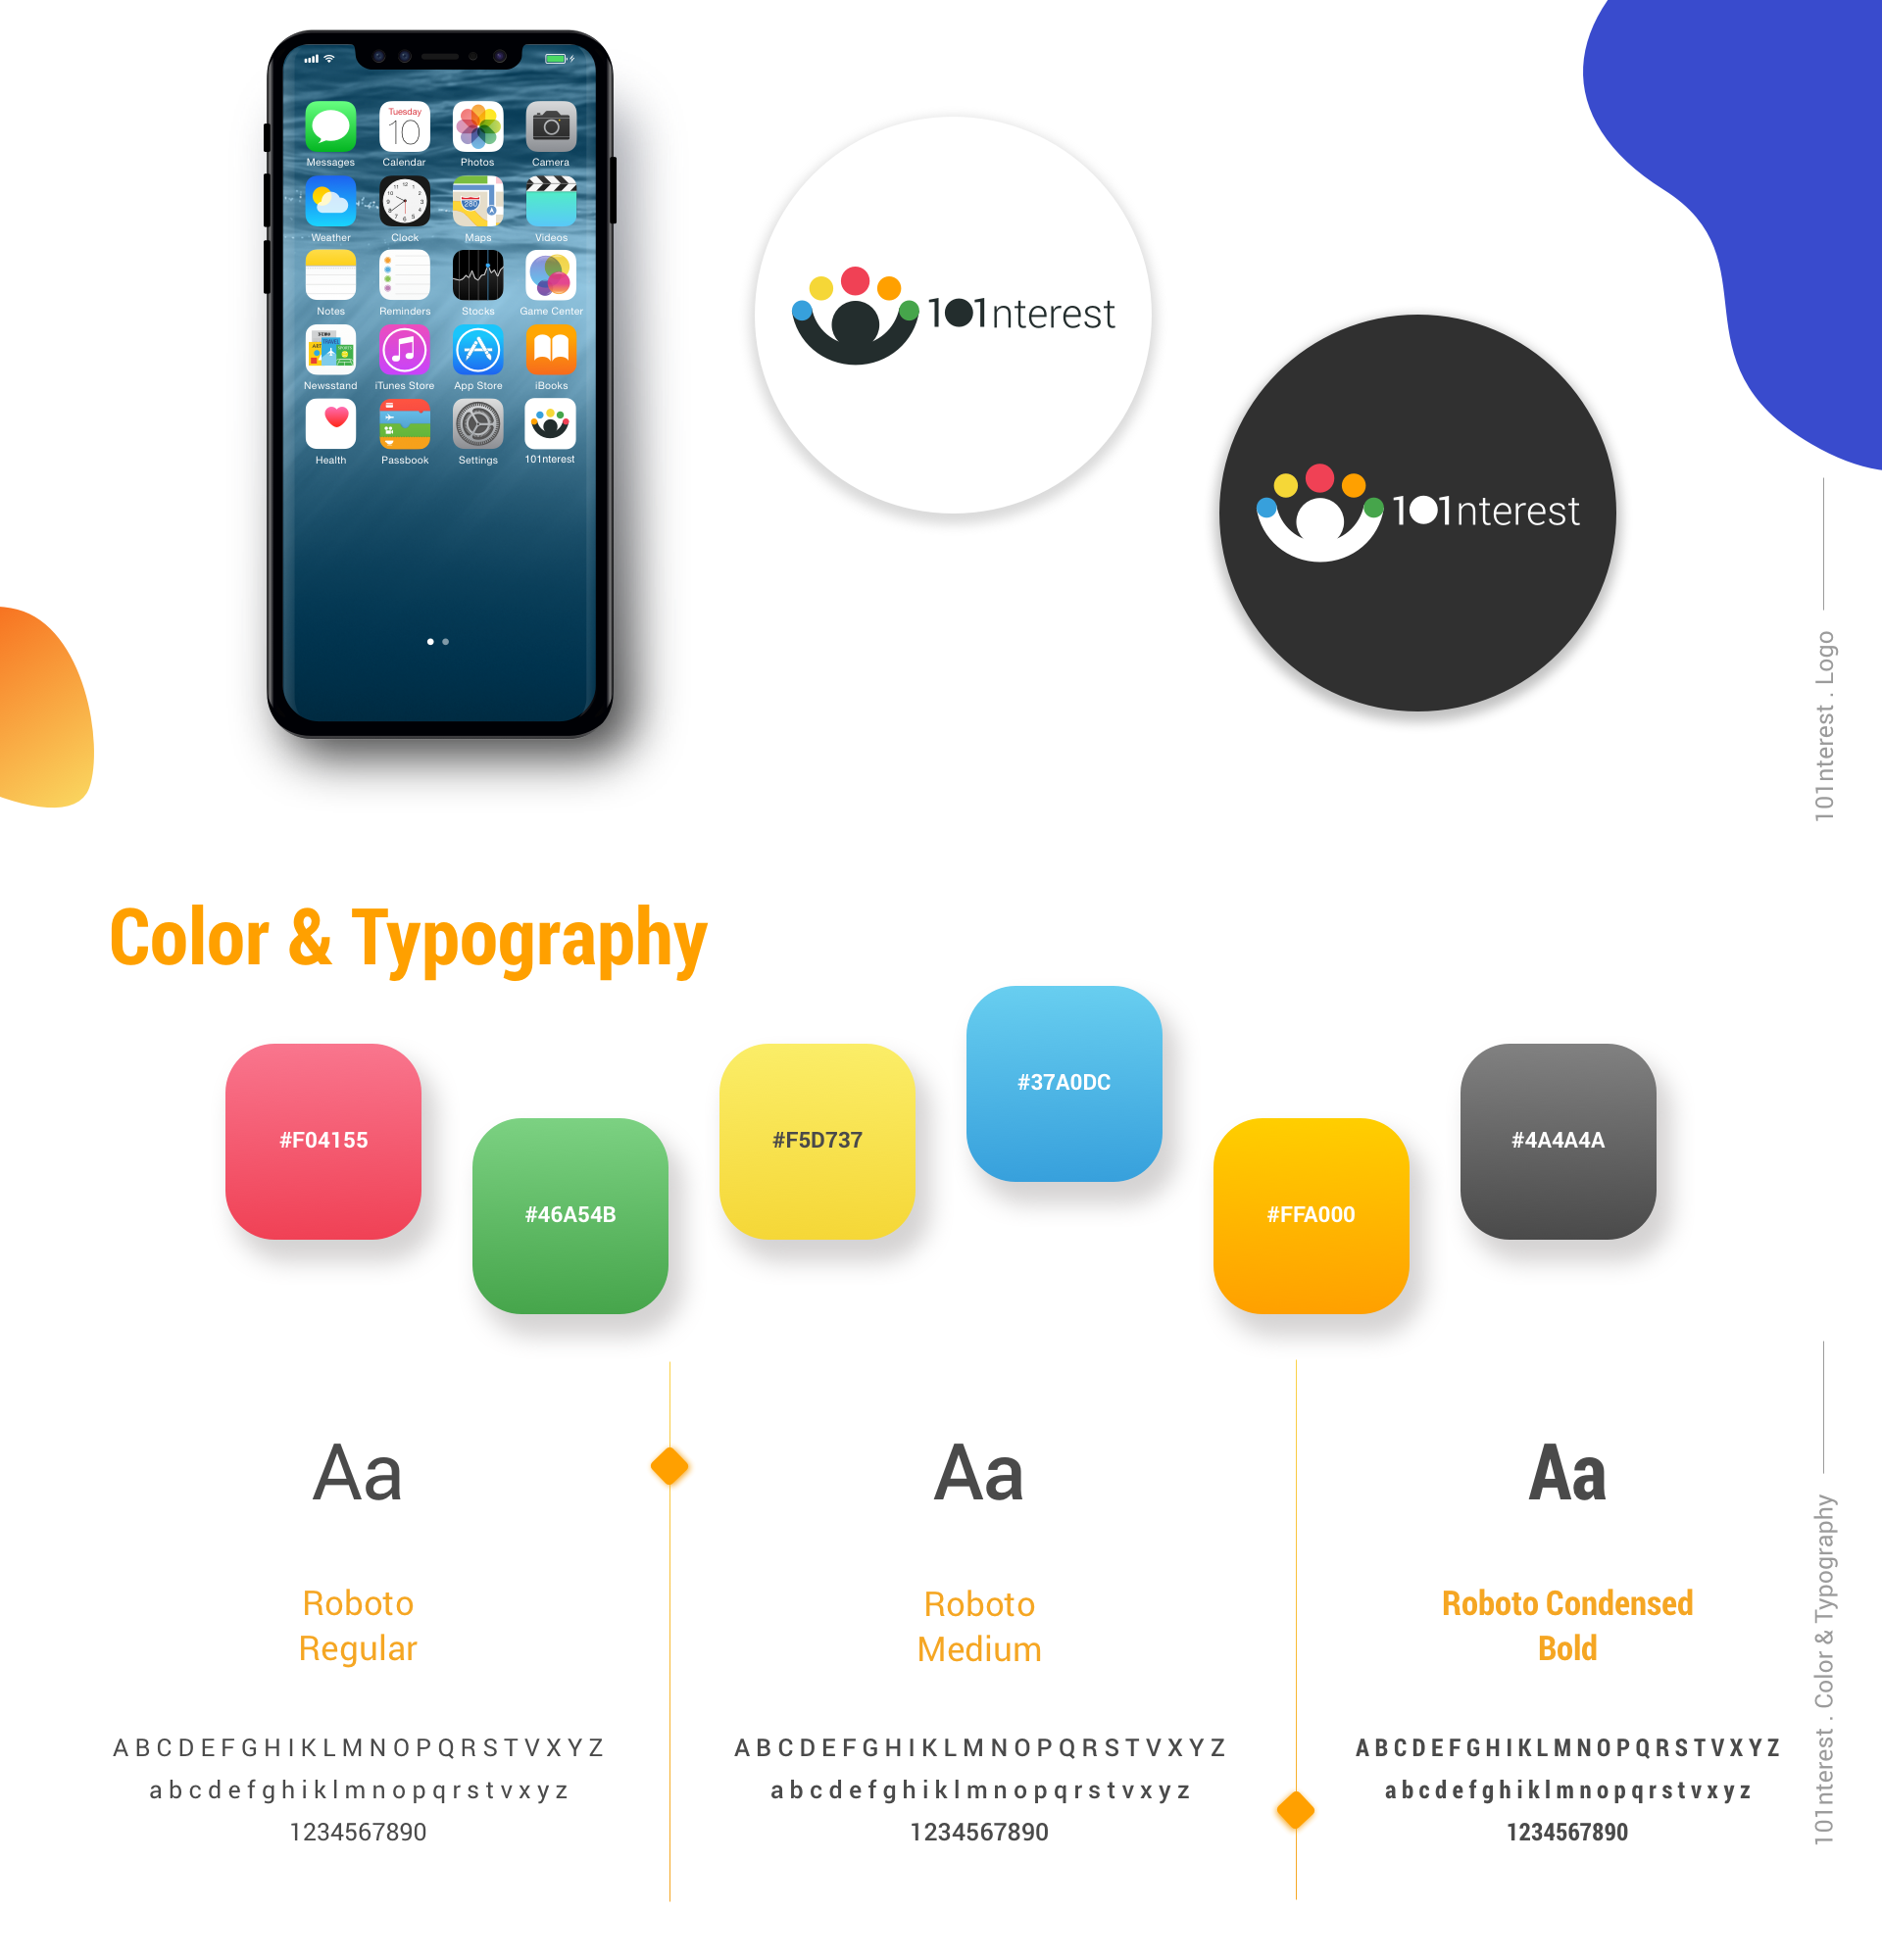 Tuesday
10
Messages
Calendar
Photos
Camera
280
Weather
Clock
Maps
Videos
Notes
Reminders
Stocks
Game Center
Newsstand
iTunes Store
App Store
iBooks
Health
Passbook
Settings
101nterest
101nterest
101nterest
101nterest . Logo
Color & Typography
#F04155
#46A54B
#F5D737
#37A0DC
#FFA000
#4A4A4A
Aa
Roboto
Regular
A B C D E F G H I K L M N O P Q R S T V X Y Z
a b c d e f g h i k l m n o p q r s t v x y z
1234567890
Aa
Roboto
Medium
A B C D E F G H I K L M N O P Q R S T V X Y Z
a b c d e f g h i k l m n o p q r s t v x y z
1234567890
Aa
Roboto Condensed
Bold
A B C D E F G H I K L M N O P Q R S T V X Y Z
a b c d e f g h i k l m n o p q r s t v x y z
1234567890
101nterest . Color & Typography